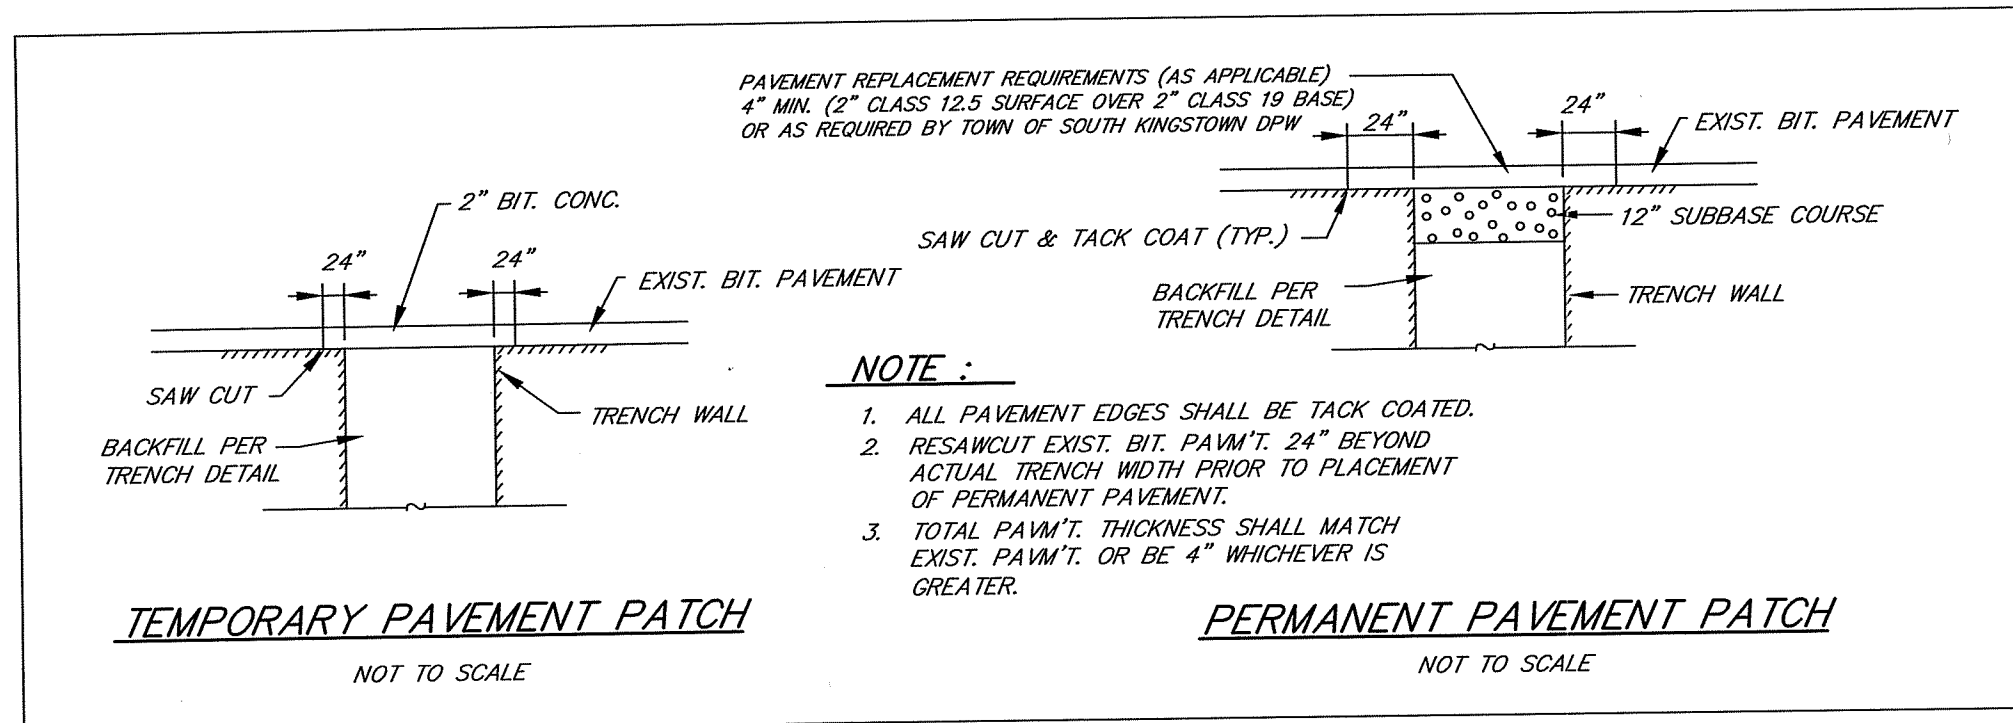 PAVEMENT REPLACEMENT REQUIREMENTS (AS APPLICABLE)
4" MIN. (2" CLASS 12.5 SURFACE OVER 2" CLASS 19 BASE)
OR AS REQUIRED BY TOWN OF SOUTH KINGSTOWN DPW
24"
24"
EXIST. BIT. PAVEMENT
SAW CUT & TACK COAT (TYP.)
12" SUBBASE COURSE
BACKFILL PER
TRENCH DETAIL
TRENCH WALL
2" BIT. CONC.
24"
24"
EXIST. BIT. PAVEMENT
SAW CUT
TRENCH WALL
BACKFILL PER
TRENCH DETAIL
NOTE :
1. ALL PAVEMENT EDGES SHALL BE TACK COATED.
2. RESAWCUT EXIST. BIT. PAVM'T. 24" BEYOND
ACTUAL TRENCH WIDTH PRIOR TO PLACEMENT
OF PERMANENT PAVEMENT.
3. TOTAL PAVM'T. THICKNESS SHALL MATCH
EXIST. PAVM'T. OR BE 4" WHICHEVER IS
GREATER.
TEMPORARY PAVEMENT PATCH
NOT TO SCALE
PERMANENT PAVEMENT PATCH
NOT TO SCALE